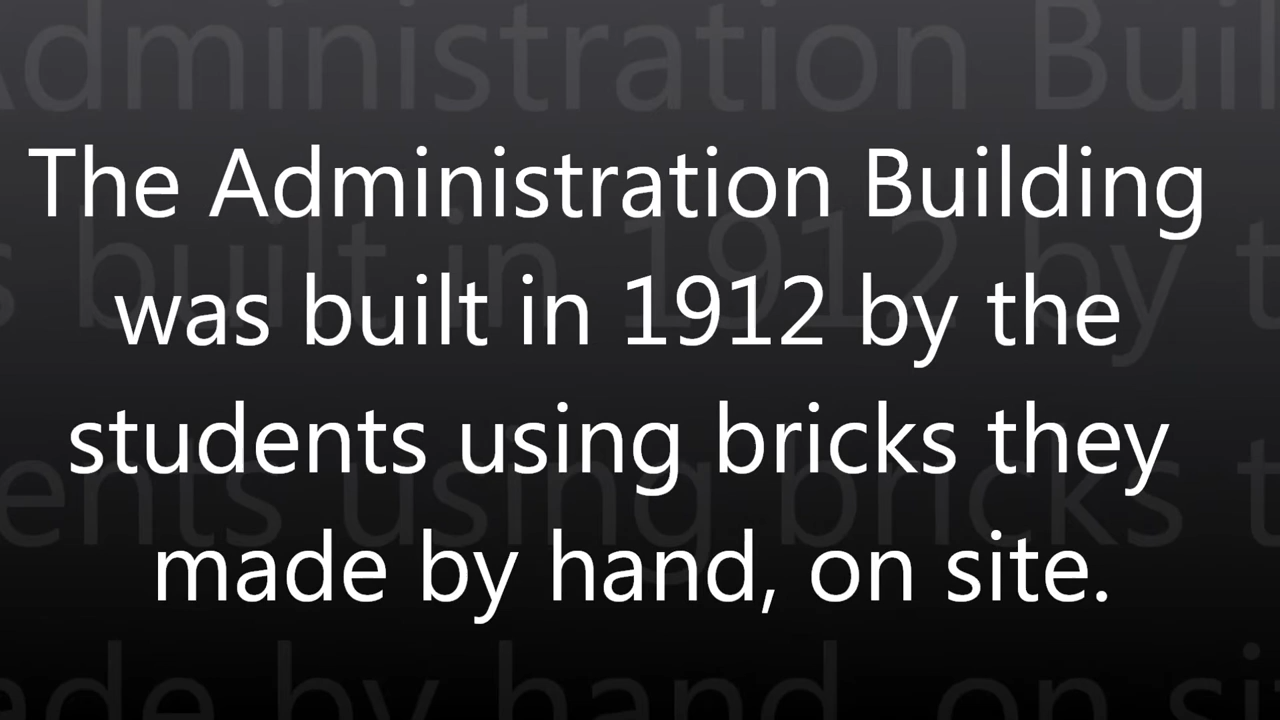 The Administration Building
was built in 1912 by the
students using bricks they
made by hand, on site.